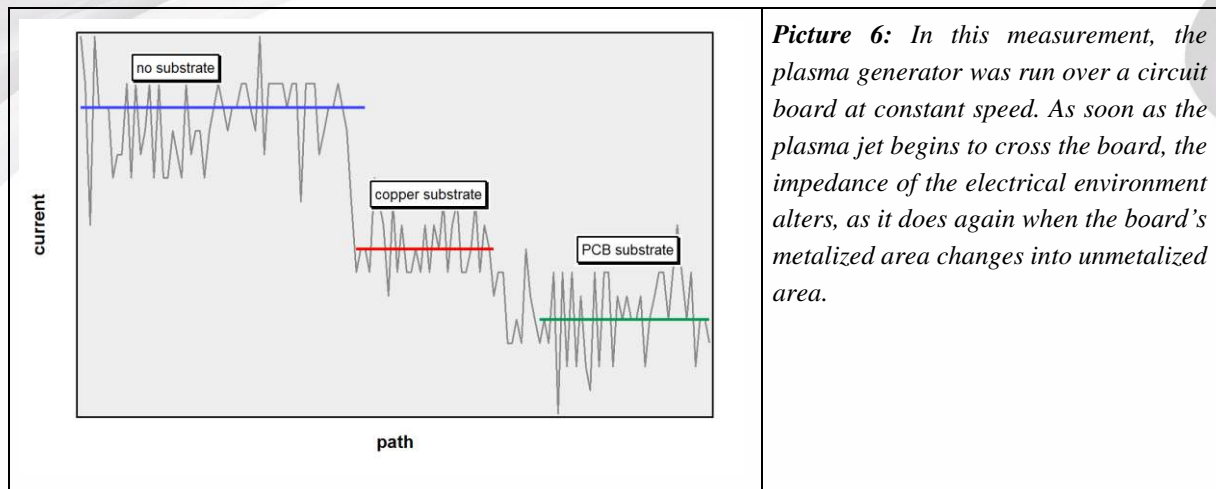 no substrate
copper substrate
PCB substrate
current
path
Picture 6: In this measurement, the
plasma generator was run over a circuit
board at constant speed. As soon as the
plasma jet begins to cross the board, the
impedance of the electrical environment
alters, as it does again when the board's
metalized area changes into unmetalized
area.